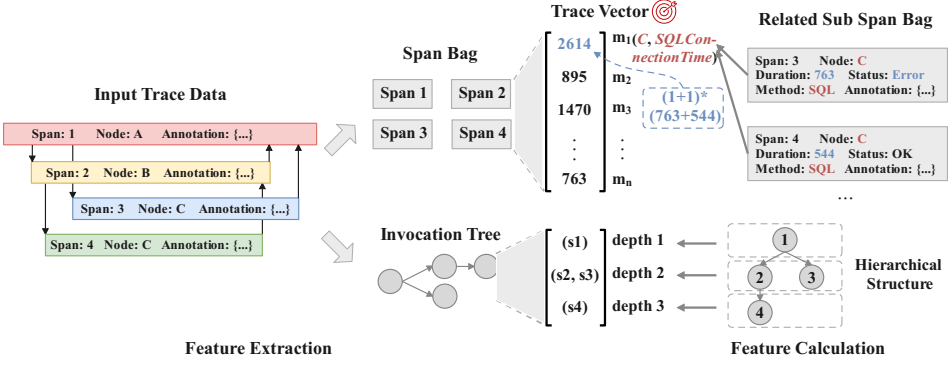 Input Trace Data
Span: 1 Node: A Annotation: {...}
Span: 2 Node: B Annotation: {...}
Span: 3 Node: C Annotation: {...}
Span: 4 Node: C Annotation: {...}
Span Bag
Span 1 Span 2
Span 3 Span 4
Invocation Tree
Trace Vector
2614 m1(C, SQLCon-
nectionTime)
895 m2
1470 m3
763 mn
(1+1)*
(763+544)
Related Sub Span Bag
Span: 3 Node: C
Duration: 763 Status: Error
Method: SQL Annotation: {...}
Span: 4 Node: C
Duration: 544 Status: OK
Method: SQL Annotation: {...}
...
(s1) depth 1
(s2, s3) depth 2
(s4) depth 3
1
2 3
4
Hierarchical
Structure
Feature Extraction
Feature Calculation